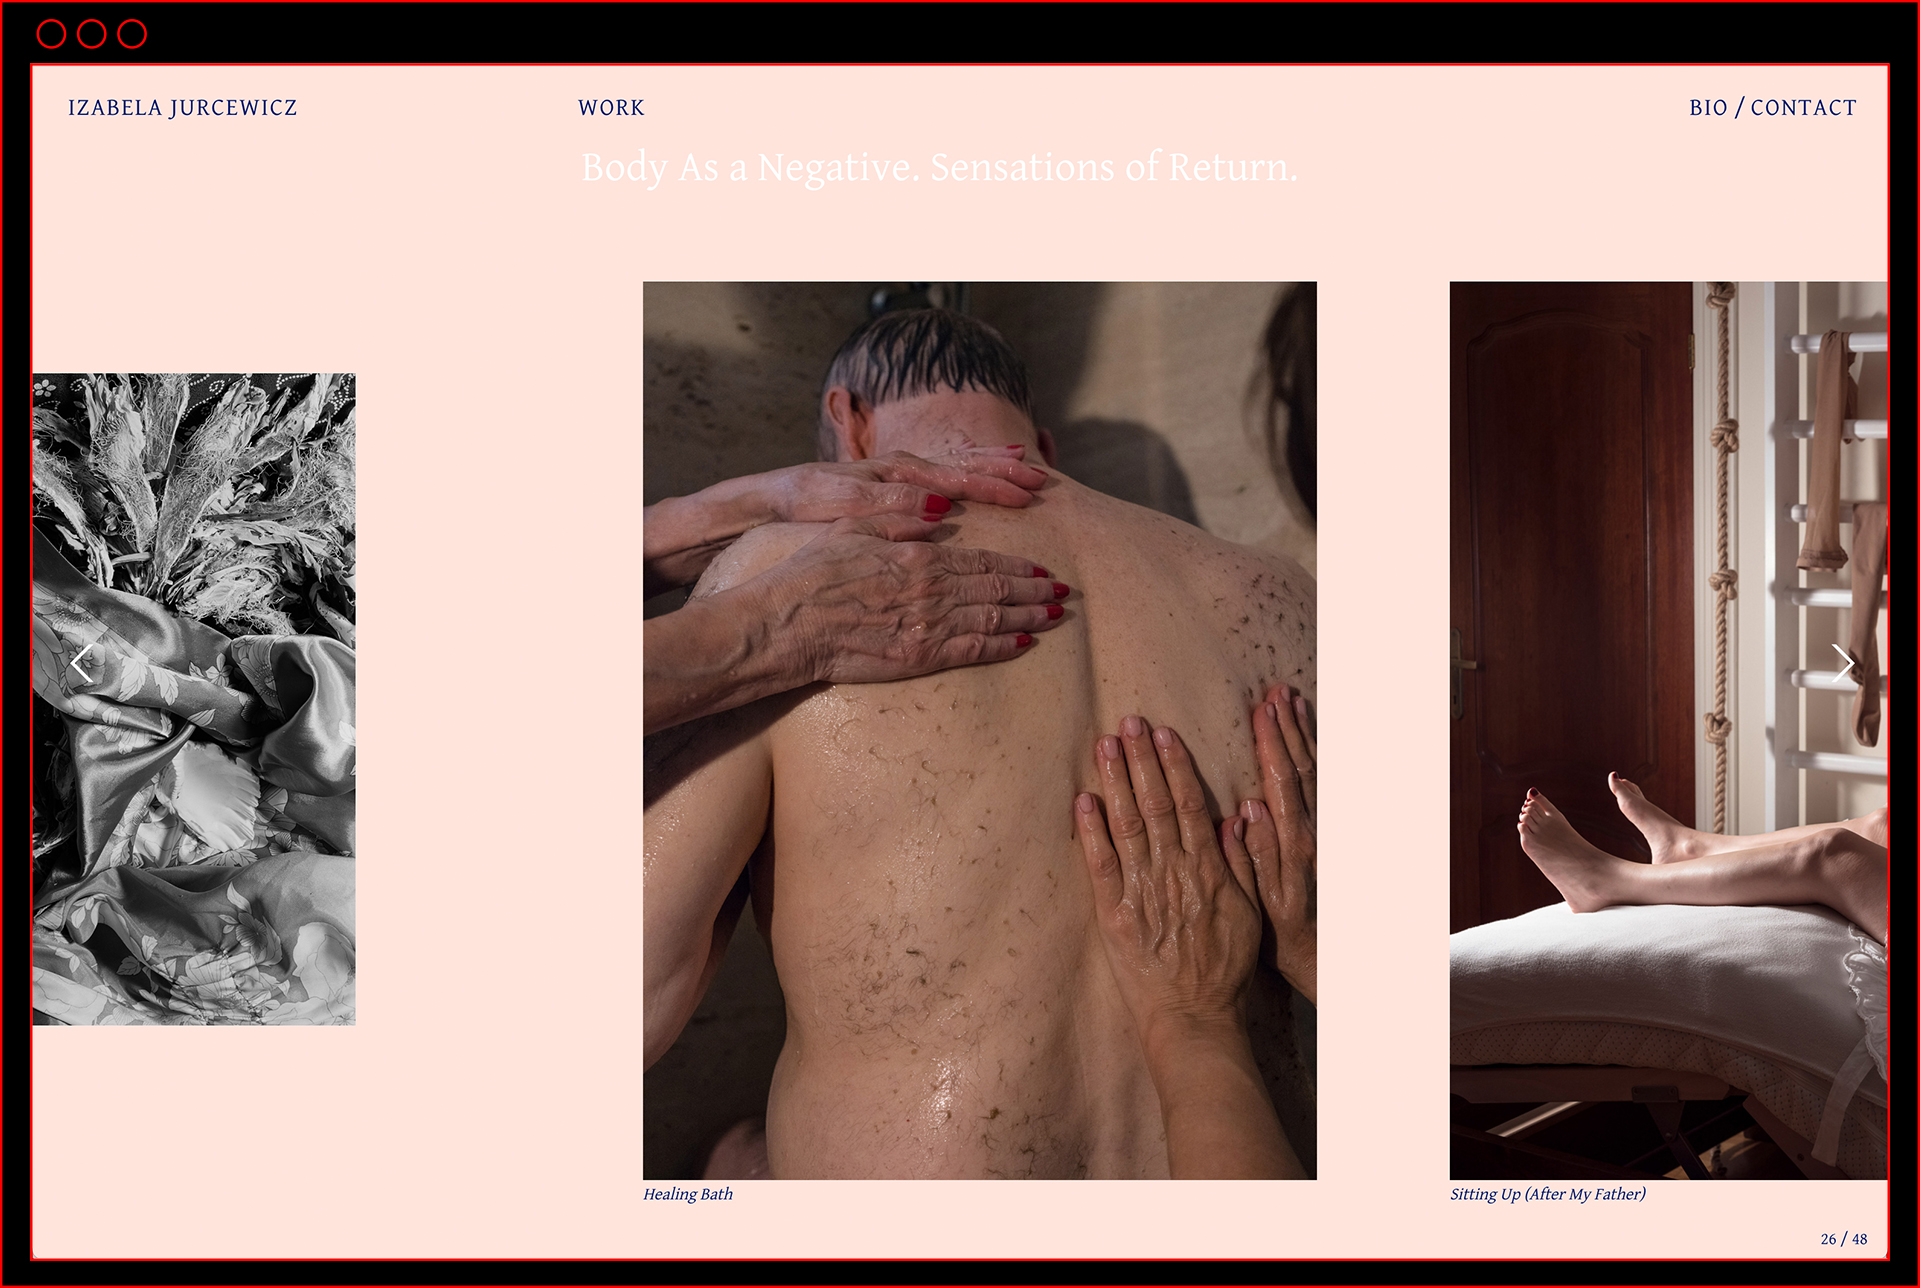 IZABELA JURCEWICZ
WORK
BIO / CONTACT
Body As a Negative. Sensations of Return.
Healing Bath
Sitting Up (After My Father)
26 / 48